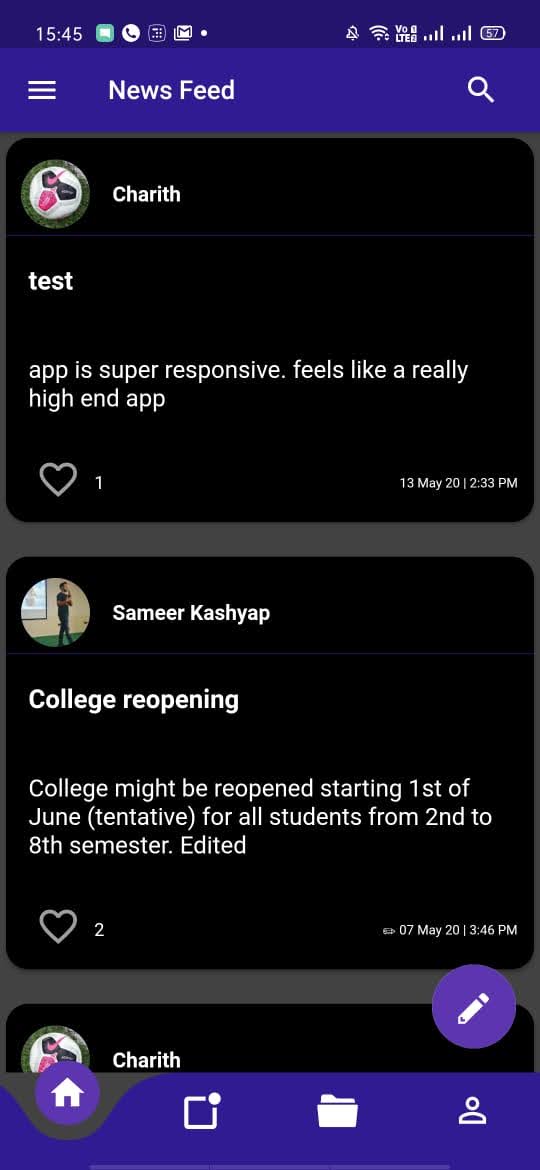 15:45
Vo
LTE2
57
News Feed
Charith
test
app is super responsive. feels like a really
high end app
1
13 May 20 | 2:33 PM
Sameer Kashyap
College reopening
College might be reopened starting 1st of
June (tentative) for all students from 2nd to
8th semester. Edited
2
07 May 20 | 3:46 PM
Charith